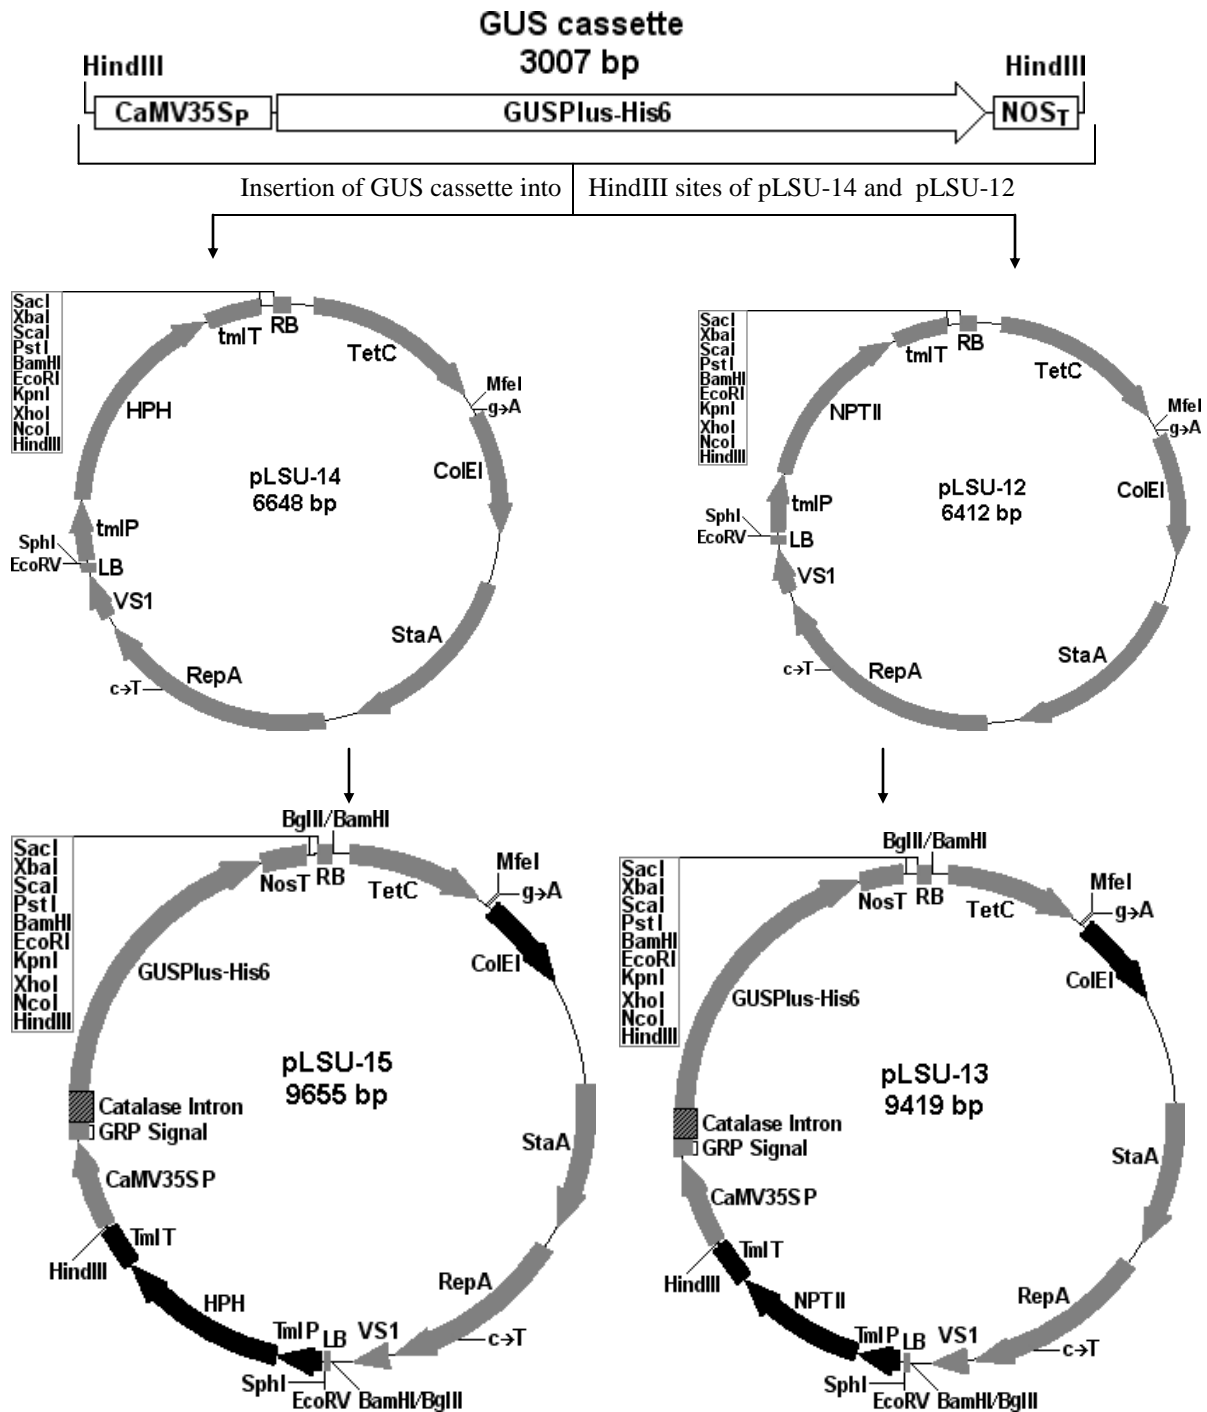 GUS cassette
3007 bp
HindIII
HindIII
CaMV35SP
GUSPlus-His6
NOST
Insertion of GUS cassette into
HindIII sites of pLSU-14 and pLSU-12
SacI
XbaI
ScaI
PstI
BamHI
EcoRI
KpnI
XhoI
NcoI
HindIII
tmlT
RB
TetC
MfeI
g→A
HPH
ColEI
pLSU-14
6648 bp
tmlP
SphI
EcoRV
LB
VS1
StaA
RepA
c→T
SacI
XbaI
ScaI
PstI
BamHI
EcoRI
KpnI
XhoI
NcoI
HindIII
tmlT
RB
TetC
MfeI
g→A
NPTII
ColEI
pLSU-12
6412 bp
tmlP
SphI
EcoRV
LB
VS1
StaA
RepA
c→T
BglII/BamHI
SacI
XbaI
ScaI
PstI
BamHI
EcoRI
KpnI
XhoI
NcoI
HindIII
NosT
RB
TetC
MfeI
g→A
ColEI
GUSPlus-His6
pLSU-15
9655 bp
Catalase Intron
GRP Signal
StaA
CaMV35S P
TmlT
HindIII
RepA
HPH
TmlP
LB
VS1
c→T
SphI
EcoRV
BamHI/BglII
BglII/BamHI
SacI
XbaI
ScaI
PstI
BamHI
EcoRI
KpnI
XhoI
NcoI
HindIII
NosT
RB
TetC
MfeI
g→A
ColEI
GUSPlus-His6
pLSU-13
9419 bp
Catalase Intron
GRP Signal
StaA
CaMV35S P
TmlT
HindIII
RepA
NPTII
TmlP
LB
VS1
c→T
SphI
EcoRV
BamHI/BglII